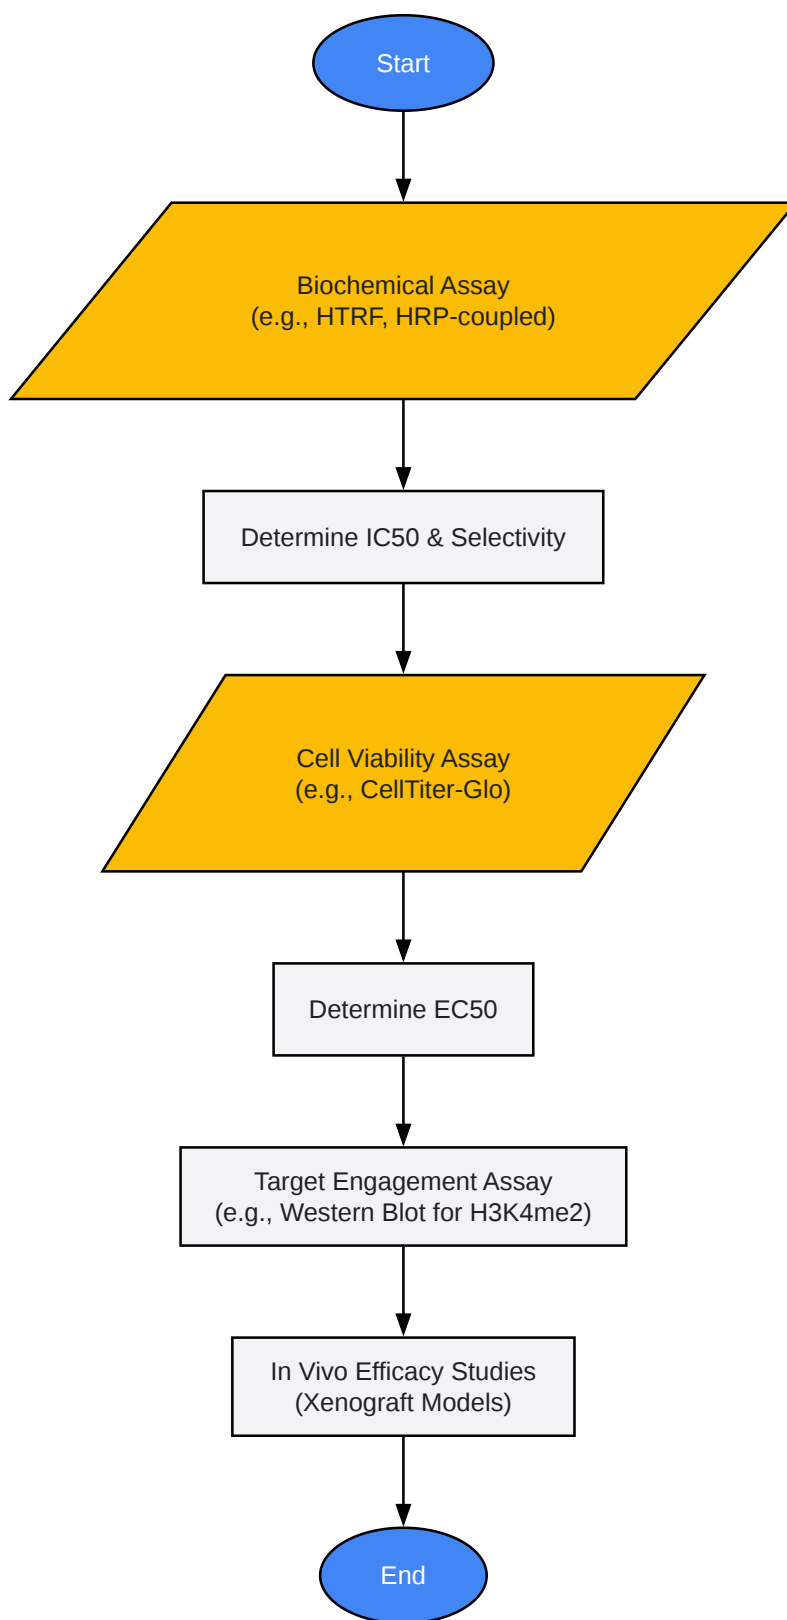 Start
Biochemical Assay
(e.g., HTRF, HRP-coupled)
Determine IC50 & Selectivity
Cell Viability Assay
(e.g., CellTiter-Glo)
Determine EC50
Target Engagement Assay
(e.g., Western Blot for H3K4me2)
In Vivo Efficacy Studies
(Xenograft Models)
End